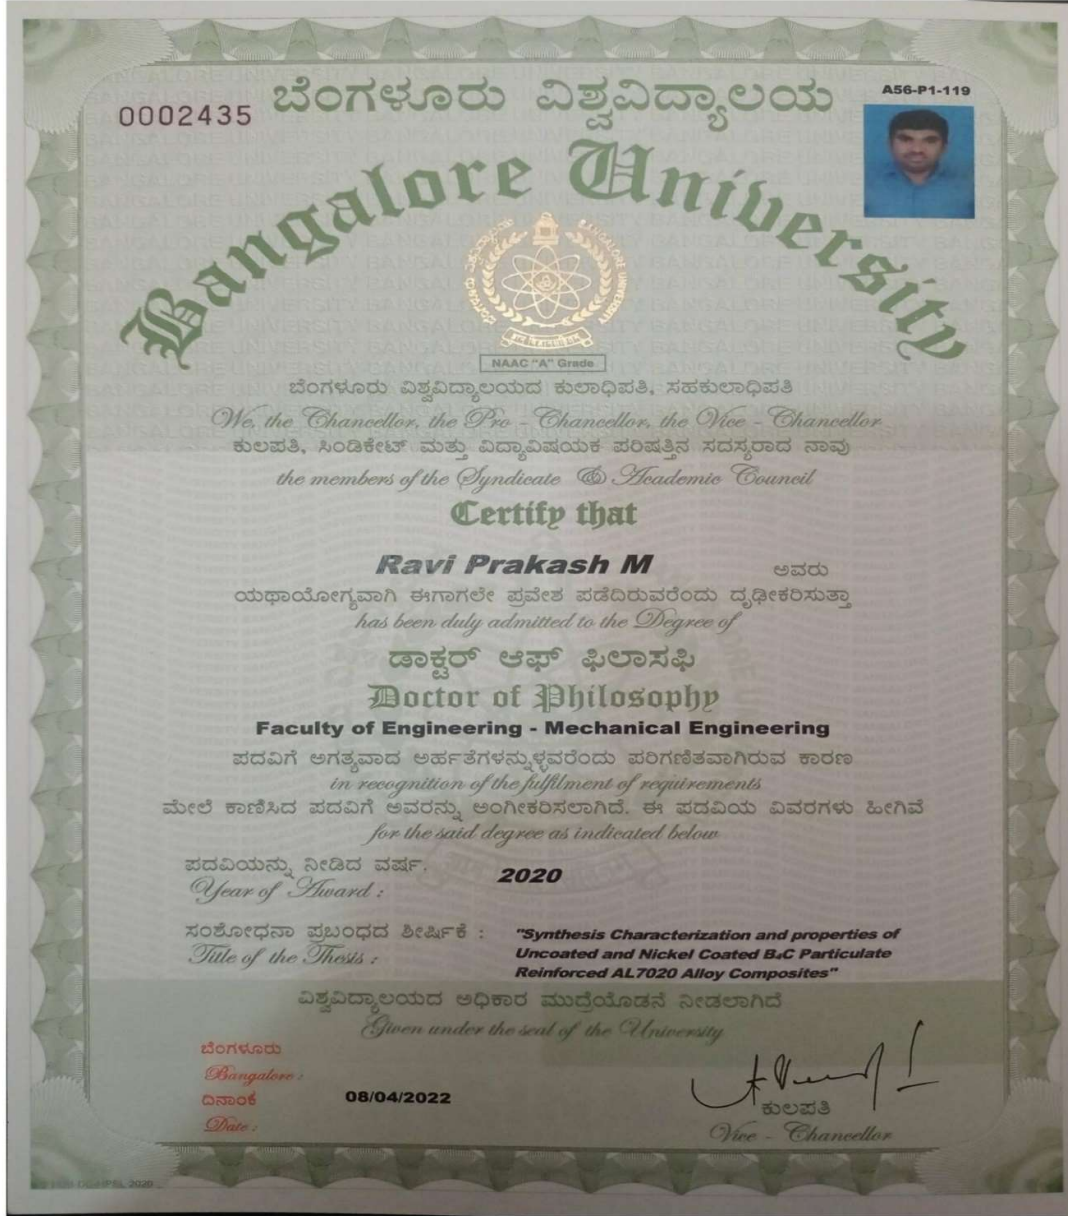 0002435
ಬೆಂಗಳೂರು ವಿಶ್ವವಿದ್ಯಾಲಯ
A56-P1-119
Bangalore University
BANGALORE UNIVERSITY
NAAC "A" Grade
ಬೆಂಗಳೂರು ವಿಶ್ವವಿದ್ಯಾಲಯದ ಕುಲಾಧಿಪತಿ, ಸಹಕುಲಾಧಿಪತಿ
We, the Chancellor, the Pro - Chancellor, the Vice - Chancellor
ಕುಲಪತಿ, ಸಿಂಡಿಕೇಟ್ ಮತ್ತು ವಿದ್ಯಾವಿಷಯಕ ಪರಿಷತ್ತಿನ ಸದಸ್ಯರಾದ ನಾವು
the members of the Syndicate & Academic Council
Certify that
Ravi Prakash M ಅವರು
ಯಥಾಯೋಗ್ಯವಾಗಿ ಈಗಾಗಲೇ ಪ್ರವೇಶ ಪಡೆದಿರುವರೆಂದು ದೃಢೀಕರಿಸುತ್ತಾ
has been duly admitted to the Degree of
ಡಾಕ್ಟರ್ ಆಫ್ ಫಿಲಾಸಫಿ
Doctor of Philosophy
Faculty of Engineering - Mechanical Engineering
ಪದವಿಗೆ ಅಗತ್ಯವಾದ ಅರ್ಹತೆಗಳನ್ನುಳ್ಳವರೆಂದು ಪರಿಗಣಿತವಾಗಿರುವ ಕಾರಣ
in recognition of the fulfilment of requirements
ಮೇಲೆ ಕಾಣಿಸಿದ ಪದವಿಗೆ ಅವರನ್ನು ಅಂಗೀಕರಿಸಲಾಗಿದೆ. ಈ ಪದವಿಯ ವಿವರಗಳು ಹೀಗಿವೆ
for the said degree as indicated below
ಪದವಿಯನ್ನು ನೀಡಿದ ವರ್ಷ.
Year of Award : 2020
ಸಂಶೋಧನಾ ಪ್ರಬಂಧದ ಶೀರ್ಷಿಕೆ :
Title of the Thesis :
"Synthesis Characterization and properties of
Uncoated and Nickel Coated B₄C Particulate
Reinforced AL7020 Alloy Composites"
ವಿಶ್ವವಿದ್ಯಾಲಯದ ಅಧಿಕಾರ ಮುದ್ರೆಯೊಡನೆ ನೀಡಲಾಗಿದೆ
Given under the seal of the University
ಬೆಂಗಳೂರು
Bangalore :
ದಿನಾಂಕ
Date :
08/04/2022
ಕುಲಪತಿ
Vice - Chancellor